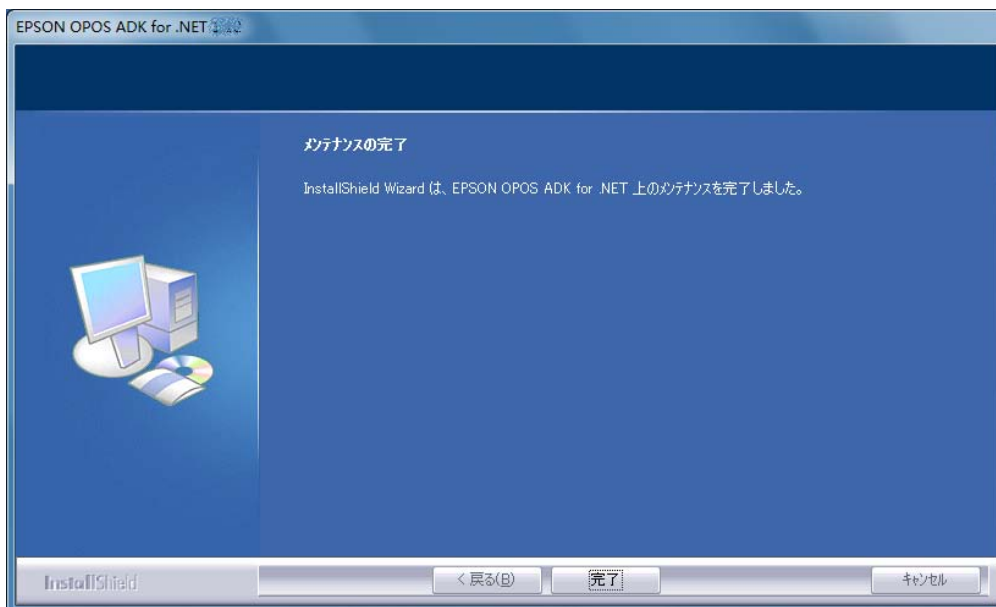 EPSON OPOS ADK for .NET
ﾒﾝﾃﾅﾝｽの完了
InstallShield Wizard は、EPSON OPOS ADK for .NET 上のﾒﾝﾃﾅﾝｽを完了しました。
InstallShield
< 戻る(B)
完了
ｷｬﾝｾﾙ